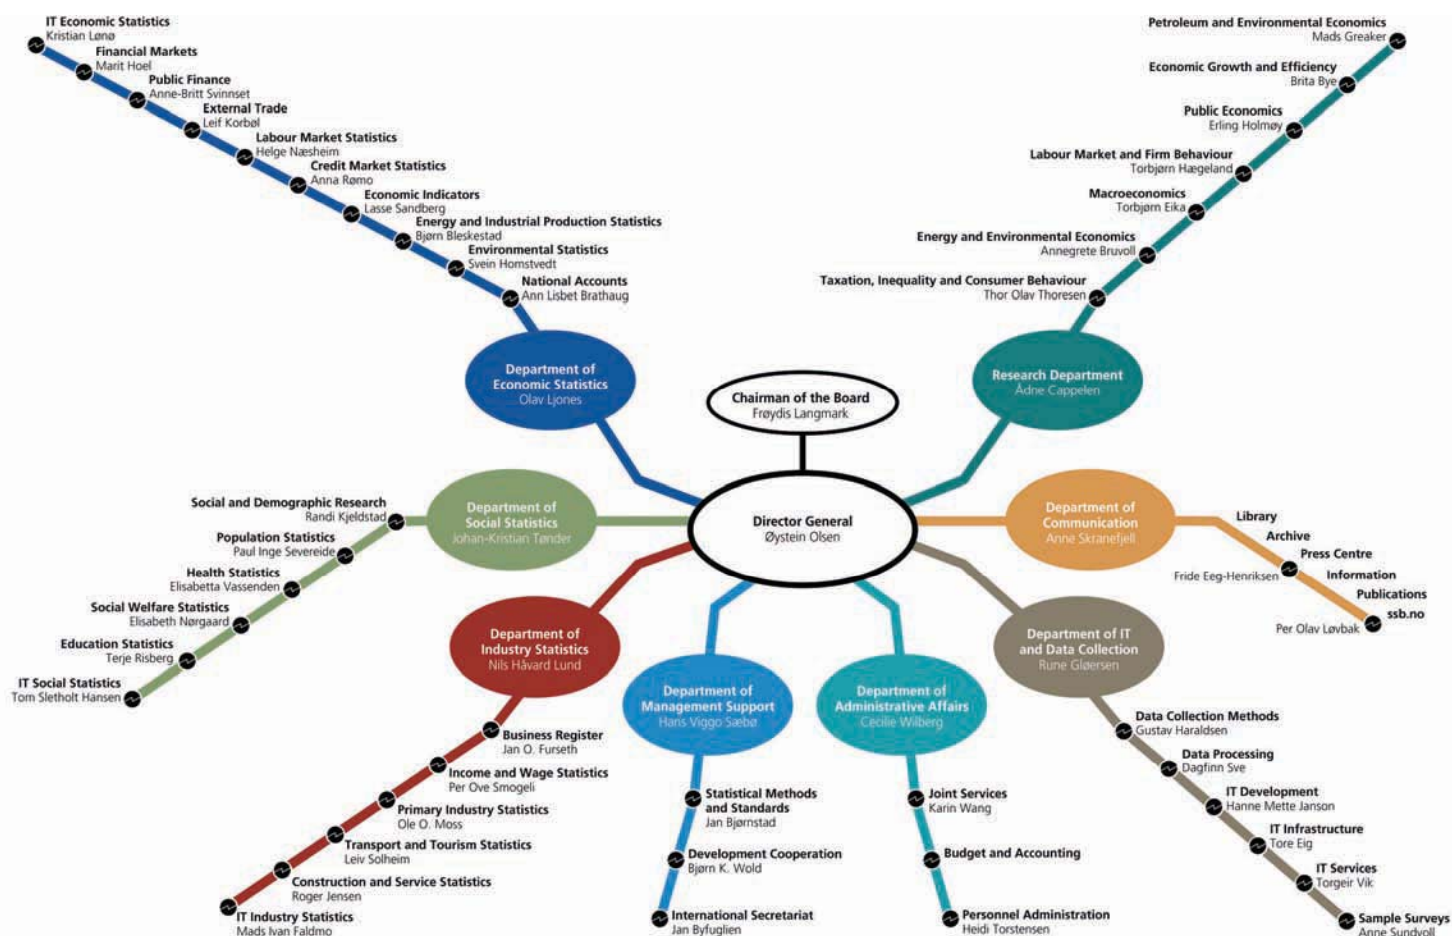 IT Economic Statistics
Kristian Lønø
Financial Markets
Marit Hoel
Public Finance
Anne-Britt Svinnset
External Trade
Leif Korbøl
Labour Market Statistics
Helge Næsheim
Credit Market Statistics
Anna Rømo
Economic Indicators
Lasse Sandberg
Energy and Industrial Production Statistics
Bjørn Bleskestad
Environmental Statistics
Svein Homstvedt
National Accounts
Ann Lisbet Brathaug
Department of
Economic Statistics
Olav Ljones
Petroleum and Environmental Economics
Mads Greaker
Economic Growth and Efficiency
Brita Bye
Public Economics
Erling Holmøy
Labour Market and Firm Behaviour
Torbjørn Hægeland
Macroeconomics
Torbjørn Eika
Energy and Environmental Economics
Annegrete Bruvoll
Taxation, Inequality and Consumer Behaviour
Thor Olav Thoresen
Research Department
Ådne Cappelen
Chairman of the Board
Frøydis Langmark
Director General
Øystein Olsen
Department of
Social Statistics
Johan-Kristian Tønder
Social and Demographic Research
Randi Kjeldstad
Population Statistics
Paul Inge Severeide
Health Statistics
Elisabetta Vassenden
Social Welfare Statistics
Elisabeth Nørgaard
Education Statistics
Terje Risberg
IT Social Statistics
Tom Sletholt Hansen
Department of
Communication
Anne Skranefjell
Library
Archive
Press Centre
Fride Eeg-Henriksen
Information
Publications
ssb.no
Per Olav Løvbak
Department of
Industry Statistics
Nils Håvard Lund
Business Register
Jan O. Furseth
Income and Wage Statistics
Per Ove Smogeli
Primary Industry Statistics
Ole O. Moss
Transport and Tourism Statistics
Leiv Solheim
Construction and Service Statistics
Roger Jensen
IT Industry Statistics
Mads Ivan Faldmo
Department of
Management Support
Hans Viggo Sæbø
Statistical Methods
and Standards
Jan Bjørnstad
Development Cooperation
Bjørn K. Wold
International Secretariat
Jan Byfuglien
Department of
Administrative Affairs
Cecilie Wilberg
Joint Services
Karin Wang
Budget and Accounting
Personnel Administration
Heidi Torstensen
Department of IT
and Data Collection
Rune Gløersen
Data Collection Methods
Gustav Haraldsen
Data Processing
Dagfinn Sve
IT Development
Hanne Mette Janson
IT Infrastructure
Tore Eig
IT Services
Torgeir Vik
Sample Surveys
Anne Sundvoll